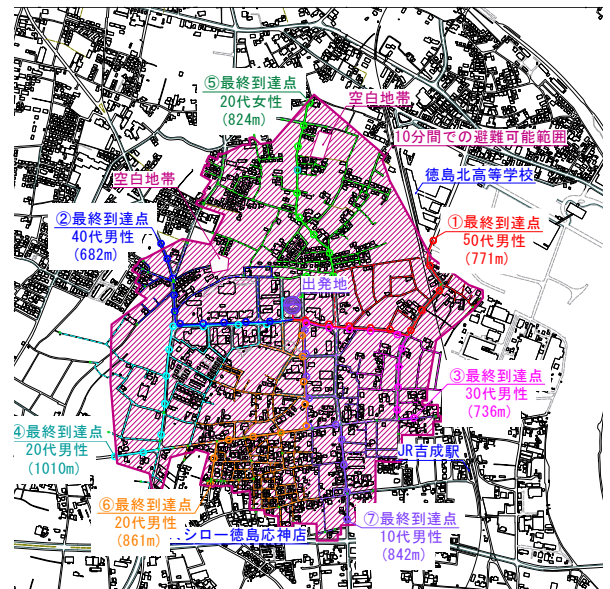 ⑤最終到達点
20代女性
(824m)
空白地帯
10分間での避難可能範囲
空白地帯
徳島北高等学校
②最終到達点
40代男性
(682m)
①最終到達点
50代男性
(771m)
出発地
③最終到達点
30代男性
(736m)
④最終到達点
20代男性
(1010m)
JR吉成駅
⑥最終到達点
20代男性
(861m)
シロー徳島応神店
⑦最終到達点
10代男性
(842m)